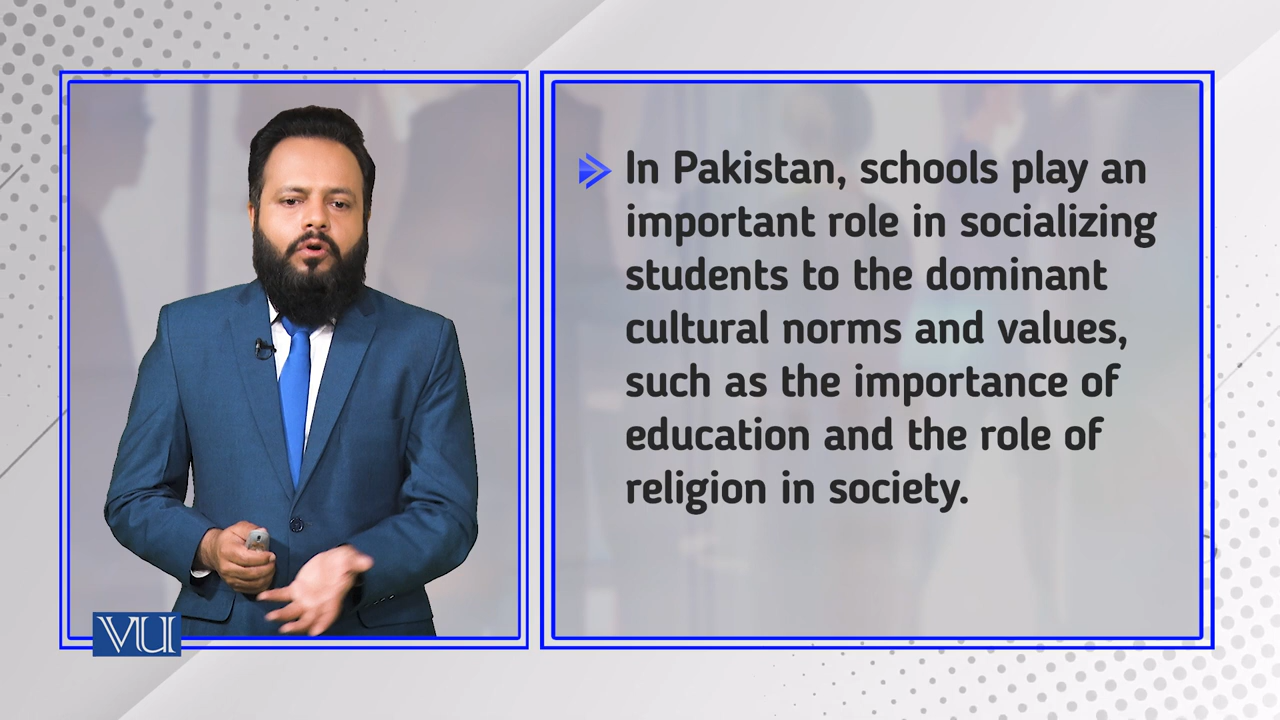 In Pakistan, schools play an
important role in socializing
students to the dominant
cultural norms and values,
such as the importance of
education and the role of
religion in society.
VU